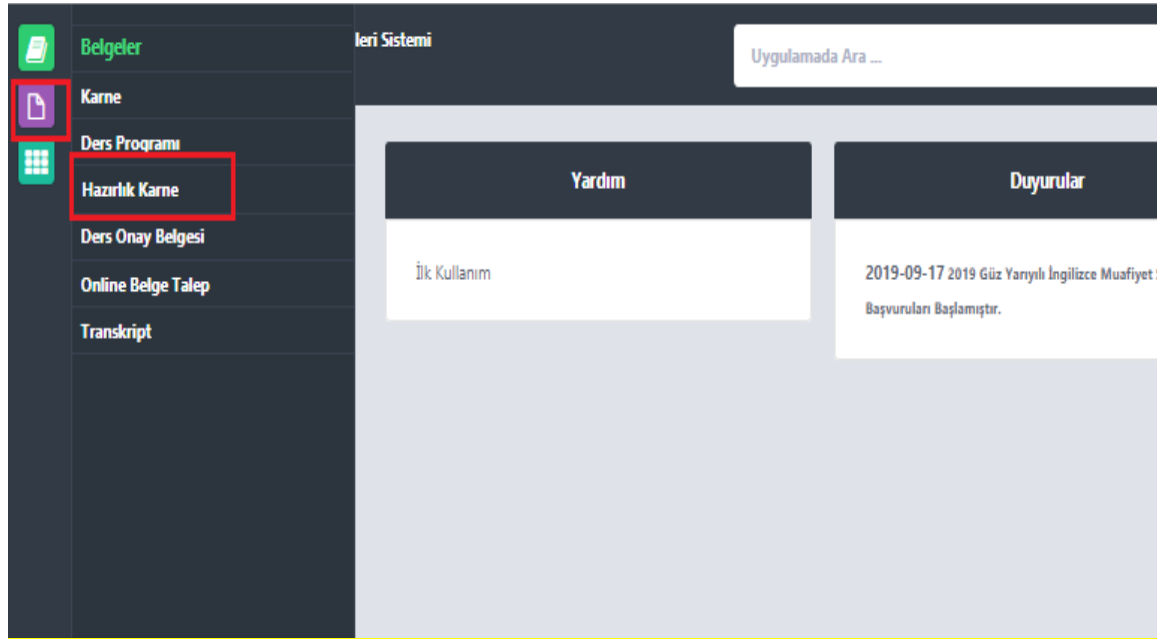 Belgeler
Karne
Ders Programı
Hazırlık Karne
Ders Onay Belgesi
Online Belge Talep
Transkript
leri Sistemi
Uygulamada Ara ...
Yardım
İlk Kullanım
Duyurular
2019-09-17 2019 Güz Yarıyılı İngilizce Muafiyet
Başvuruları Başlamıştır.